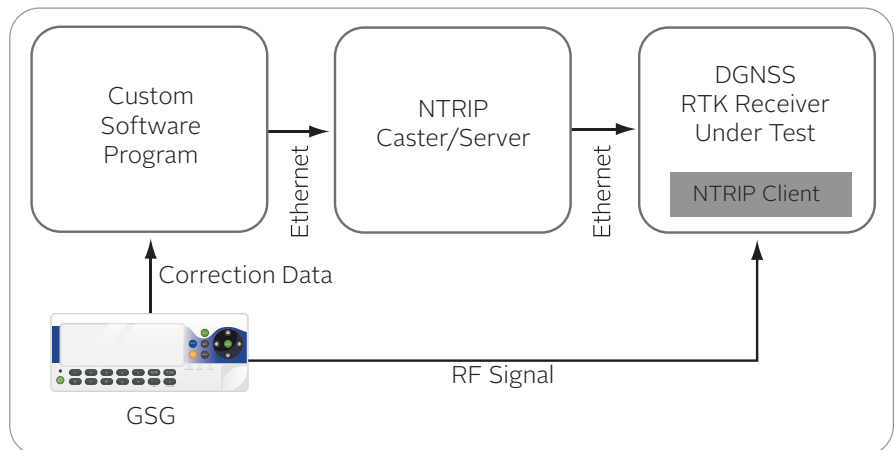 Custom
Software
Program
Ethernet
NTRIP
Caster/Server
Ethernet
DGNSS
RTK Receiver
Under Test
NTRIP Client
Correction Data
RF Signal
GSG